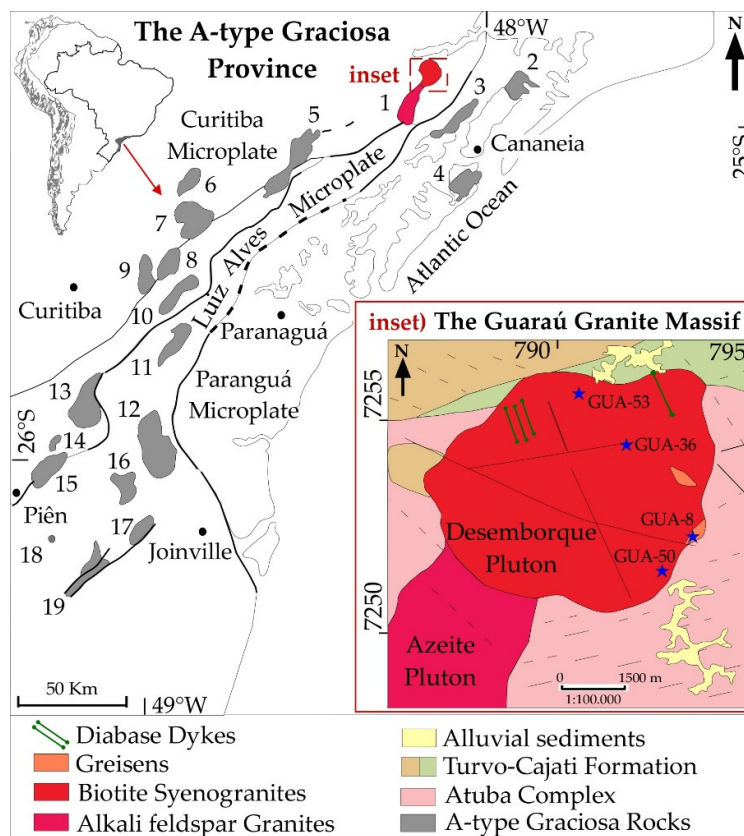 The A-type Graciosa
Province
48°W
N
inset
1
2
3
5
Curitiba
Microplate
Cananeia
25°S
6
4
Microplate
7
Alves
Atlantic Ocean
9
8
Luiz
Curitiba
10
Paranaguá
11
Paranguá
Microplate
13
12
26°S
14
15
16
Piên
17
18
Joinville
19
50 Km
49°W
inset) The Guaraú Granite Massif
N
790
795
7255
GUA-53
GUA-36
GUA-8
Desemborque
Pluton
GUA-50
7250
Azeite
Pluton
0
1500 m
1:100.000
Diabase Dykes
Greisens
Biotite Syenogranites
Alkali feldspar Granites
Alluvial sediments
Turvo-Cajati Formation
Atuba Complex
A-type Graciosa Rocks